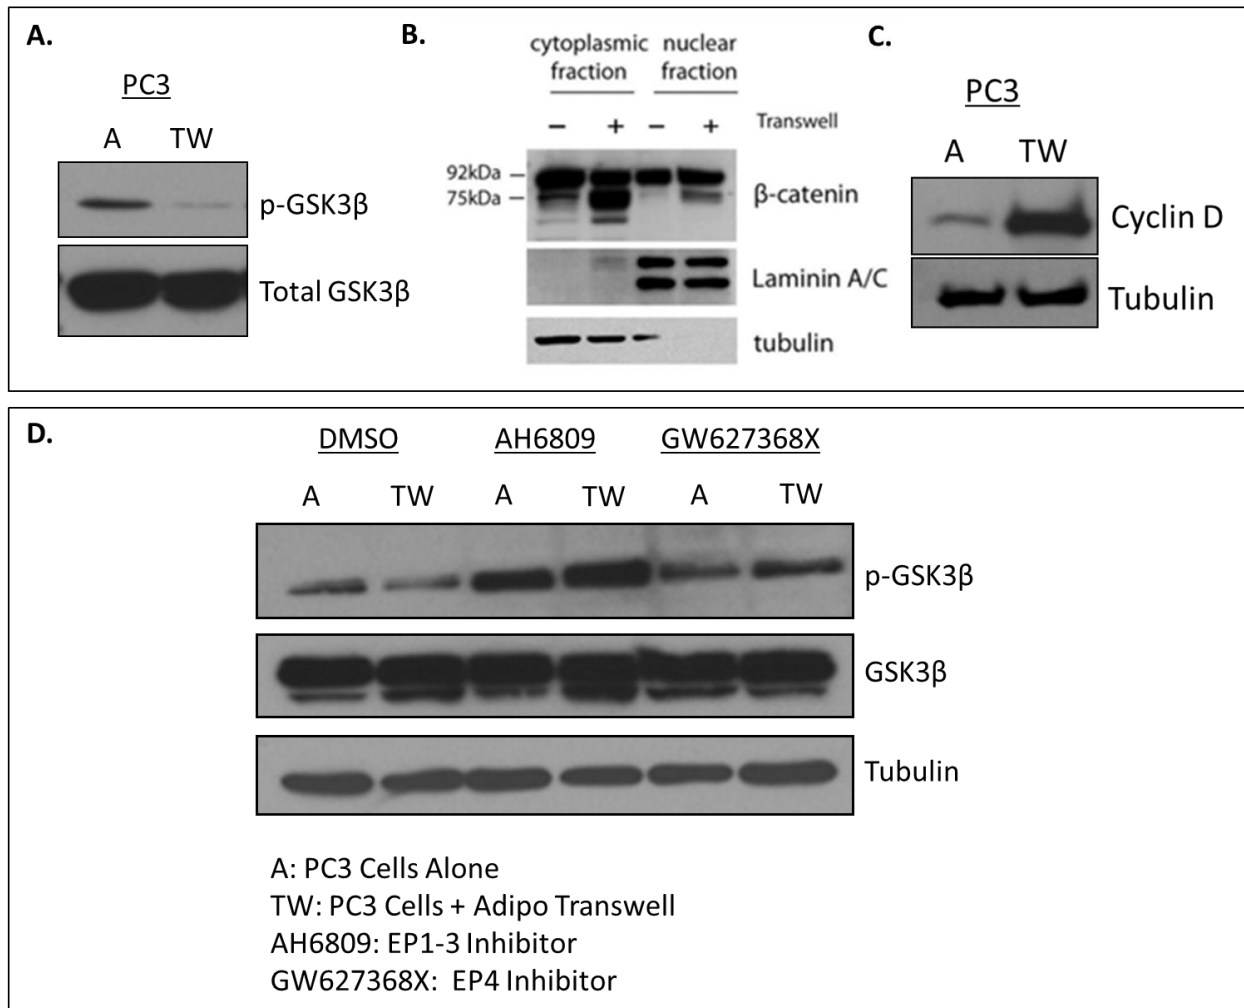 A.
PC3
A TW
p-GSK3β
Total GSK3β
B.
cytoplasmic nuclear
fraction fraction
− + − + Transwell
92kDa
75kDa
β-catenin
Laminin A/C
tubulin
C.
PC3
A TW
Cyclin D
Tubulin
D.
DMSO AH6809 GW627368X
A TW A TW A TW
p-GSK3β
GSK3β
Tubulin
A: PC3 Cells Alone
TW: PC3 Cells + Adipo Transwell
AH6809: EP1-3 Inhibitor
GW627368X: EP4 Inhibitor